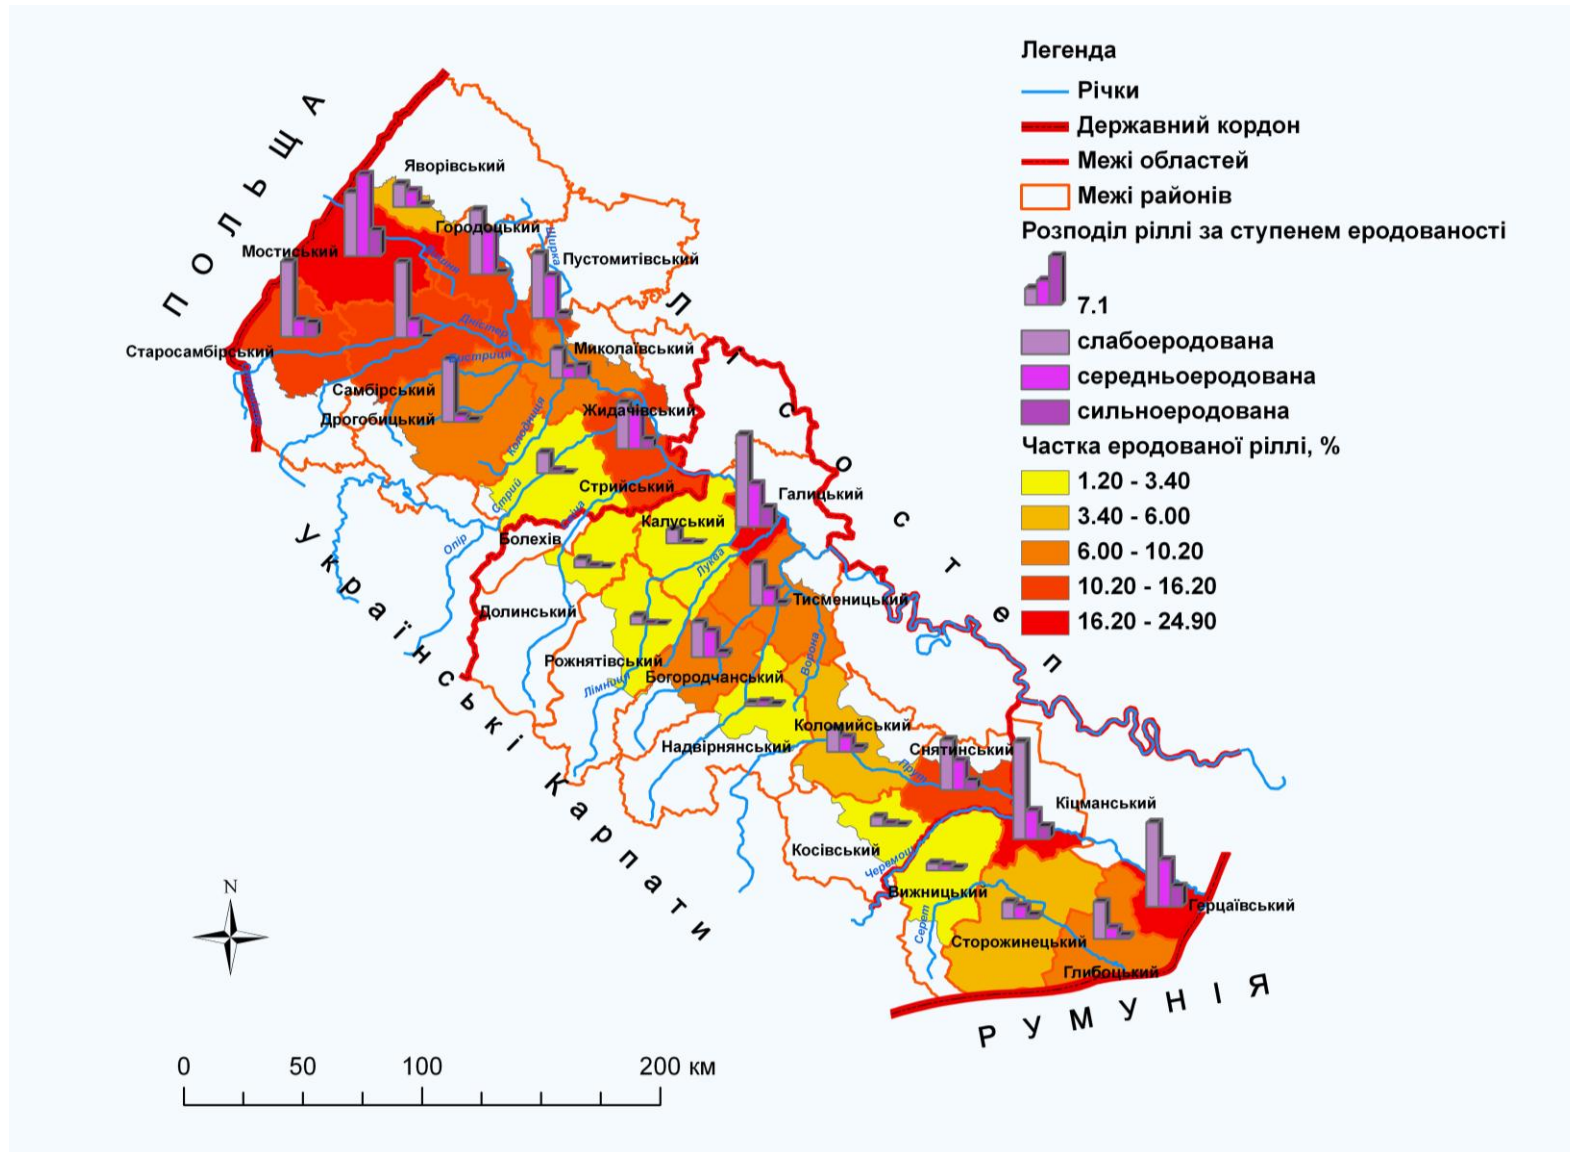 Легенда
Річки
Державний кордон
Межі областей
Межі районів
Розподіл ріллі за ступенем еродованості
7.1
слабоеродована
середньоеродована
сильноеродована
Частка еродованої ріллі, %
1.20 - 3.40
3.40 - 6.00
6.00 - 10.20
10.20 - 16.20
16.20 - 24.90
ПОЛЬЩА
Яворівський
Городоцький
Мостиський
Пустомитівський
Щирка
Лісостеп
Дністер
Старосамбірський
Бистриця
Миколаївський
Самбірський
Дрогобицький
Жидачівський
Колодниця
Стрийський
Стрий
Галицький
Калуський
Болехів
Опір
Луква
Українські Карпати
Долинський
Тисменицький
Ворона
Рожнятівський
Лімниця
Богородчанський
Надвірнянський
Коломийський
Снятинський
Прут
Кіцманський
Косівський
Черемош
Вижницький
Серет
Герцаївський
Сторожинецький
Глибоцький
РУМУНІЯ
N
0 50 100 200 км